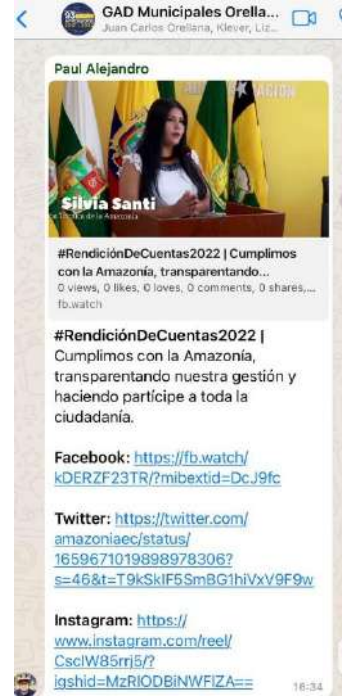 GAD Municipales Orella...
Juan Carlos Orellana, Klever, Liz...
Paul Alejandro
Silvia Santi
#RendiciónDeCuentas2022 | Cumplimos
con la Amazonía, transparentando...
0 views, 0 likes, 0 loves, 0 comments, 0 shares,...
fb.watch
#RendiciónDeCuentas2022 |
Cumplimos con la Amazonía,
transparentando nuestra gestión y
haciendo partícipe a toda la
ciudadanía.
Facebook: https://fb.watch/
kDERZF23TR/?mibextid=DcJ9fc
Twitter: https://twitter.com/
amazoniaec/status/
1659671019898978306?
s=46&t=T9kSkIF5SmBG1hiVxV9F9w
Instagram: https://
www.instagram.com/reel/
CsclW85rrj5/?
igshid=MzRlODBiNWFlZA==
16:34